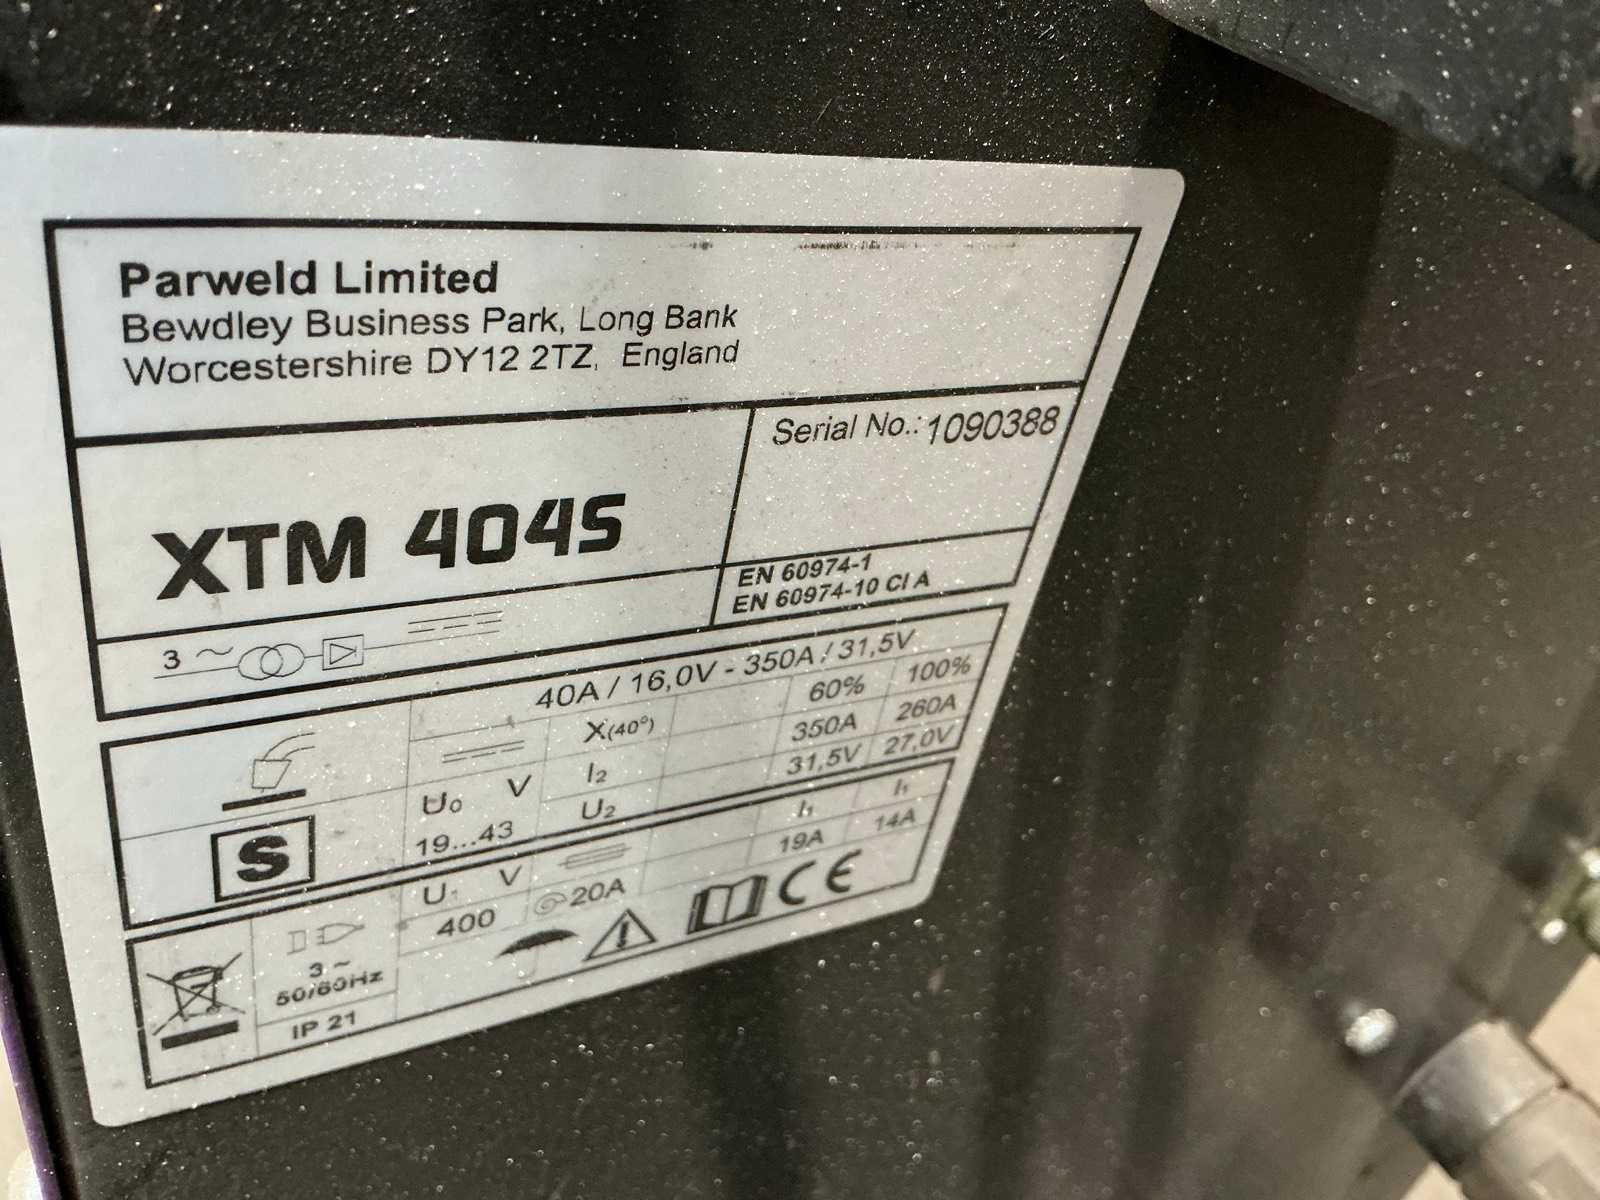 Parweld Limited
Bewdley Business Park, Long Bank
Worcestershire DY12 2TZ, England
Serial No.: 1090388
XTM 404S
EN 60974-1
EN 60974-10 Cl A
3 ~
40A / 16,0V - 350A / 31,5V
X(40°) 60% 100%
I2 350A 260A
U0 V
U2 31,5V 27,0V
19...43
S
U1 V I1 I1
400 20A 19A 14A
3 ~
50/60Hz
CE
IP 21